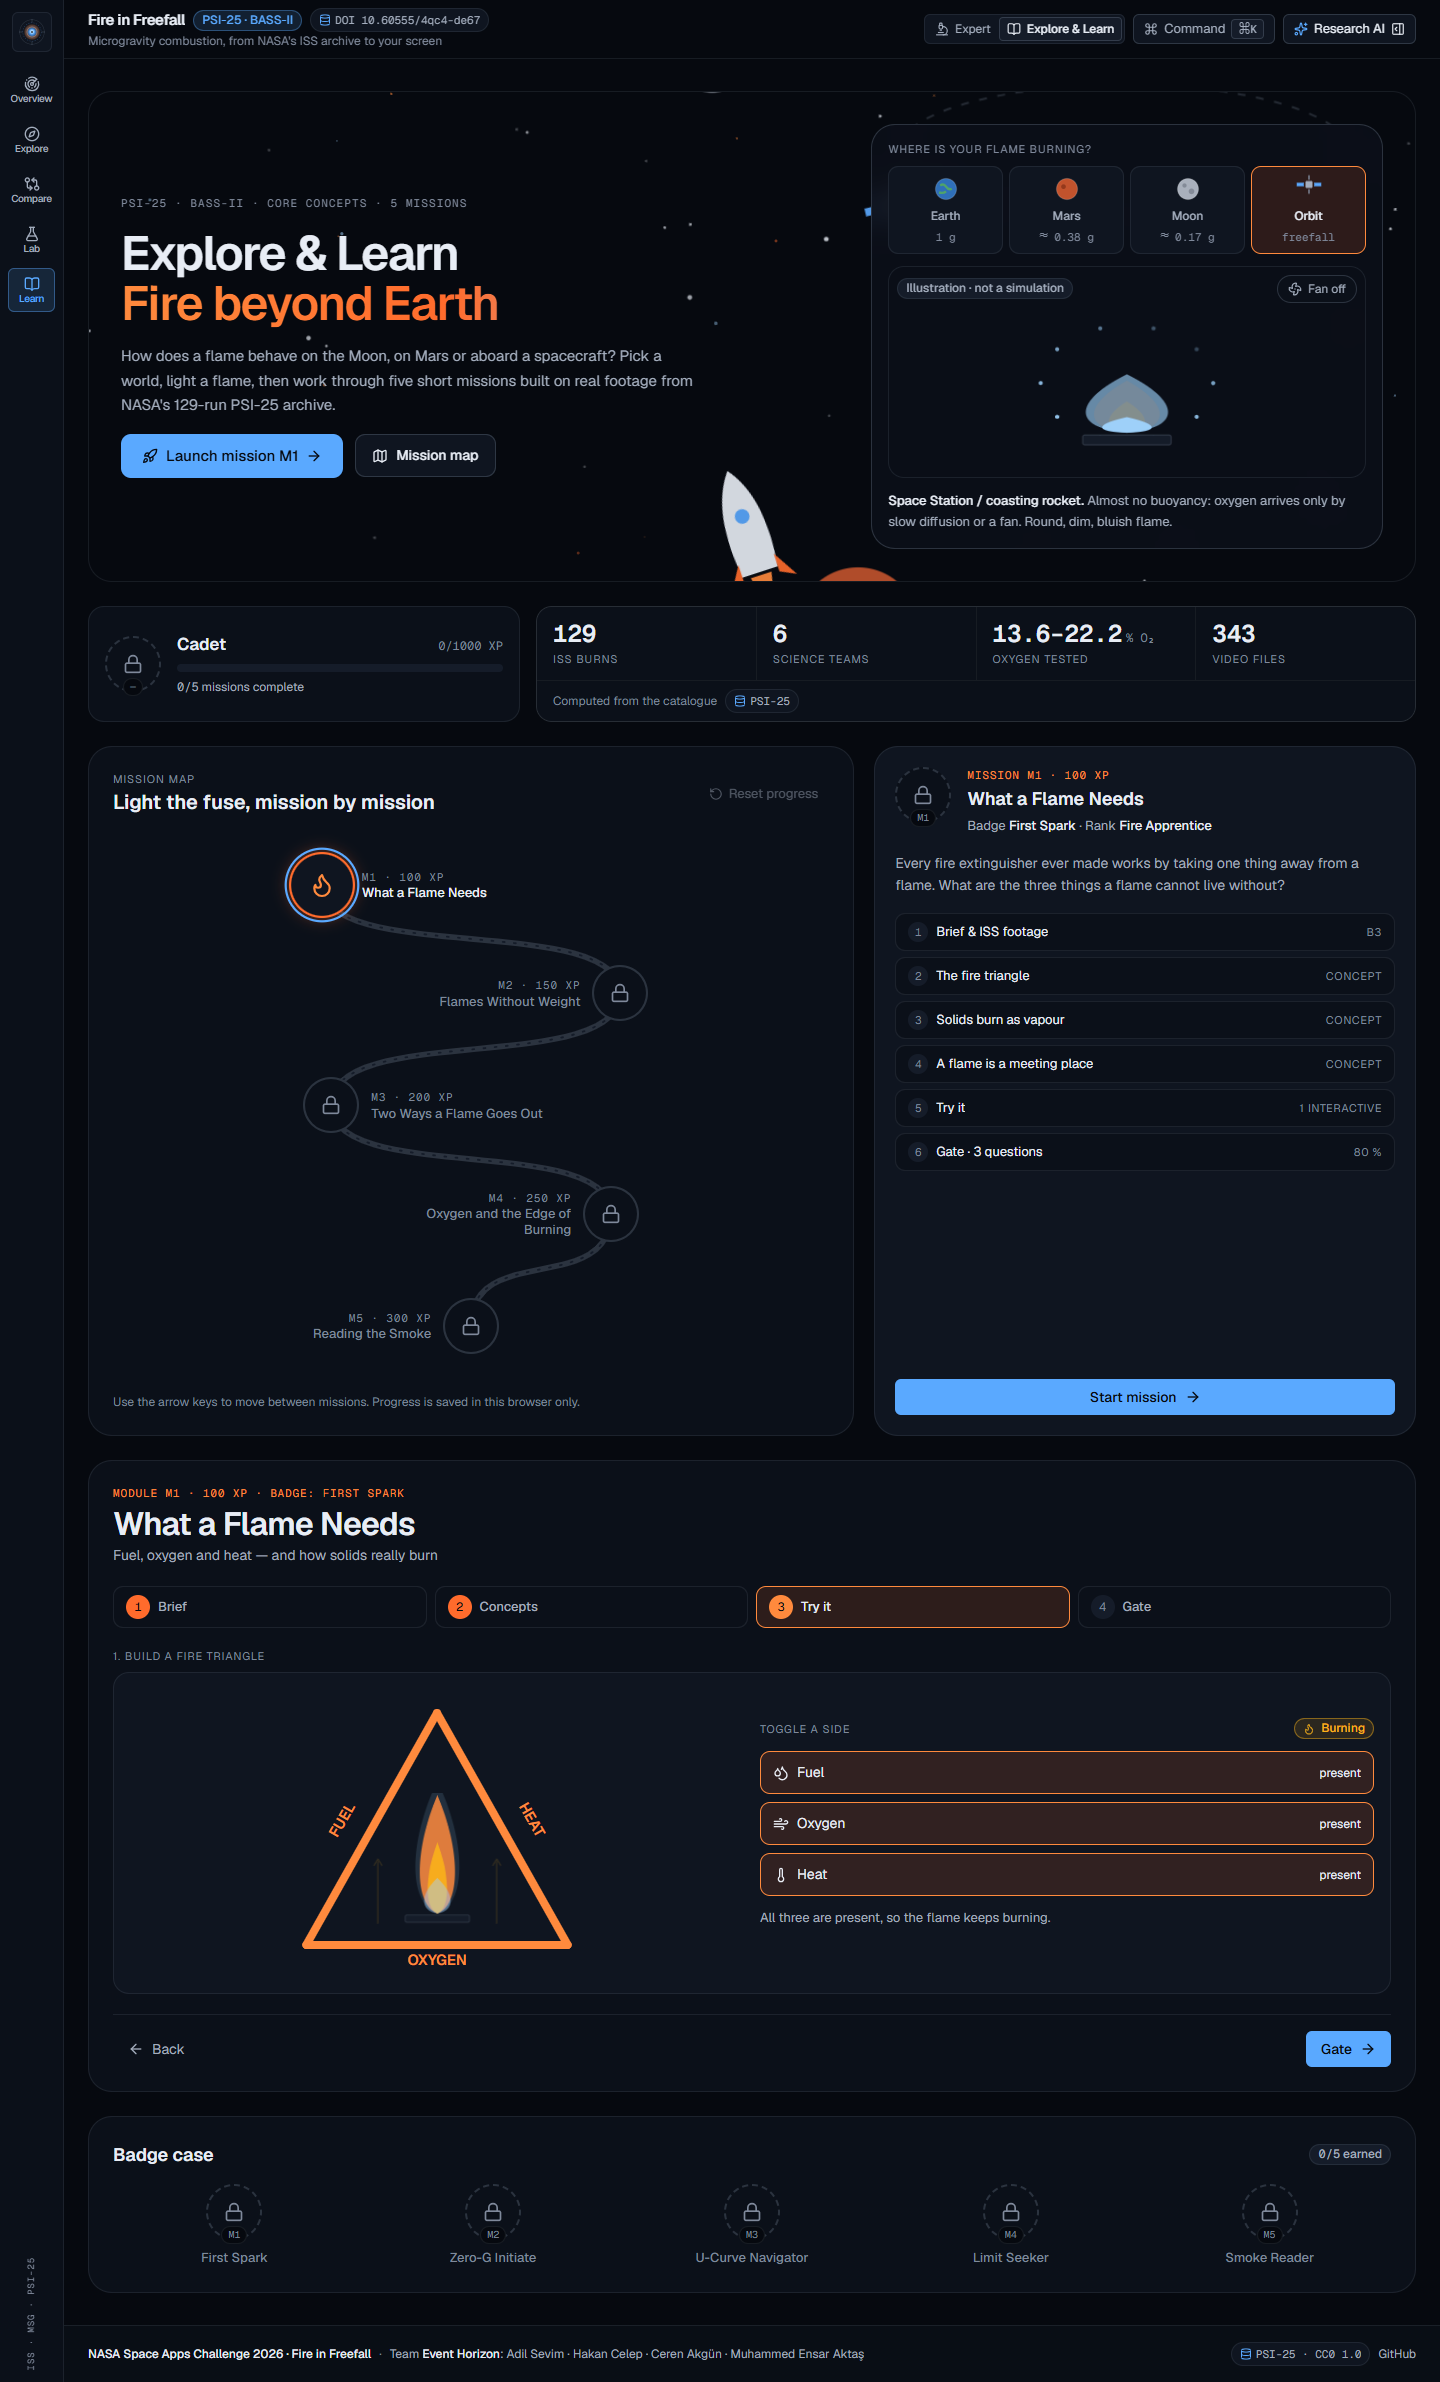 Fire in Freefall
PSI-25 · BASS-II
DOI 10.60555/4qc4-de67
Microgravity combustion, from NASA's ISS archive to your screen
Expert
Explore & Learn
Command
⌘K
Research AI
Overview
Explore
Compare
Lab
Learn
PSI-25 · BASS-II · CORE CONCEPTS · 5 MISSIONS
Explore & Learn
Fire beyond Earth
How does a flame behave on the Moon, on Mars or aboard a spacecraft? Pick a
world, light a flame, then work through five short missions built on real footage from
NASA's 129-run PSI-25 archive.
Launch mission M1
Mission map
WHERE IS YOUR FLAME BURNING?
Earth
1 g
Mars
≈ 0.38 g
Moon
≈ 0.17 g
Orbit
freefall
Illustration · not a simulation
Fan off
Space Station / coasting rocket. Almost no buoyancy: oxygen arrives only by
slow diffusion or a fan. Round, dim, bluish flame.
–
Cadet
0/1000 XP
0/5 missions complete
129
ISS BURNS
6
SCIENCE TEAMS
13.6–22.2 % O₂
OXYGEN TESTED
343
VIDEO FILES
Computed from the catalogue
PSI-25
MISSION MAP
Light the fuse, mission by mission
Reset progress
M1 · 100 XP
What a Flame Needs
M2 · 150 XP
Flames Without Weight
M3 · 200 XP
Two Ways a Flame Goes Out
M4 · 250 XP
Oxygen and the Edge of
Burning
M5 · 300 XP
Reading the Smoke
Use the arrow keys to move between missions. Progress is saved in this browser only.
M1
MISSION M1 · 100 XP
What a Flame Needs
Badge First Spark · Rank Fire Apprentice
Every fire extinguisher ever made works by taking one thing away from a
flame. What are the three things a flame cannot live without?
1 Brief & ISS footage B3
2 The fire triangle CONCEPT
3 Solids burn as vapour CONCEPT
4 A flame is a meeting place CONCEPT
5 Try it 1 INTERACTIVE
6 Gate · 3 questions 80 %
Start mission
MODULE M1 · 100 XP · BADGE: FIRST SPARK
What a Flame Needs
Fuel, oxygen and heat — and how solids really burn
1 Brief
2 Concepts
3 Try it
4 Gate
1. BUILD A FIRE TRIANGLE
FUEL
HEAT
OXYGEN
TOGGLE A SIDE
Burning
Fuel present
Oxygen present
Heat present
All three are present, so the flame keeps burning.
Back
Gate
Badge case
0/5 earned
M1
First Spark
M2
Zero-G Initiate
M3
U-Curve Navigator
M4
Limit Seeker
M5
Smoke Reader
ISS · MSG · PSI-25
NASA Space Apps Challenge 2026 · Fire in Freefall · Team Event Horizon: Adil Sevim · Hakan Celep · Ceren Akgün · Muhammed Ensar Aktaş
PSI-25 · CC0 1.0
GitHub